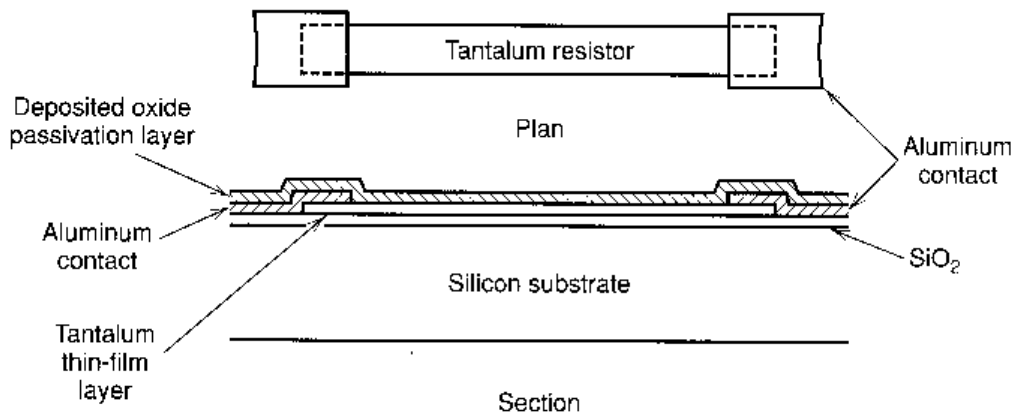 Tantalum resistor
Deposited oxide
passivation layer
Plan
Aluminum
contact
Aluminum
contact
SiO₂
Silicon substrate
Tantalum
thin-film
layer
Section